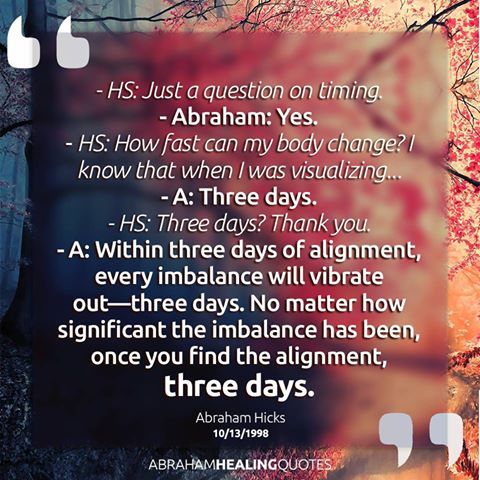 - HS: Just a question on timing.
- Abraham: Yes.
- HS: How fast can my body change? I
know that when I was visualizing...
- A: Three days.
- HS: Three days? Thank you.
- A: Within three days of alignment,
every imbalance will vibrate
out—three days. No matter how
significant the imbalance has been,
once you find the alignment,
three days.
Abraham Hicks
10/13/1998
ABRAHAMHEALINGQUOTES